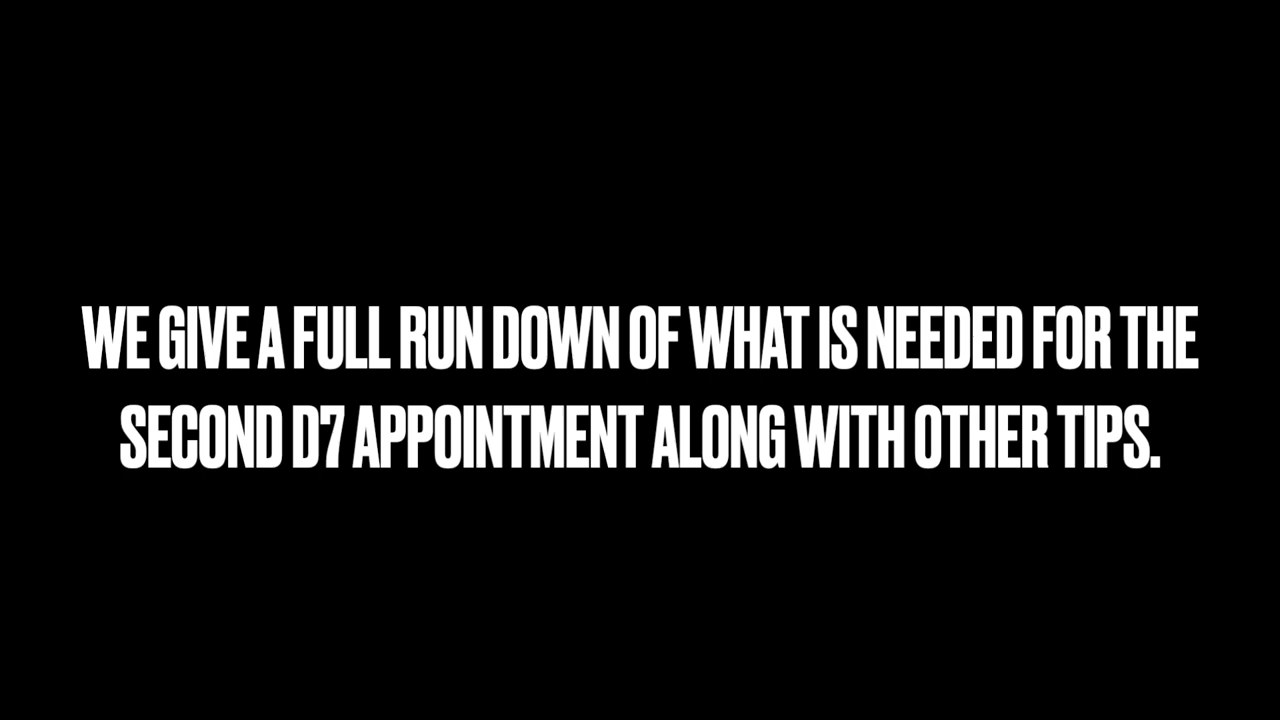 WE GIVE A FULL RUN DOWN OF WHAT IS NEEDED FOR THE
SECOND D7 APPOINTMENT ALONG WITH OTHER TIPS.